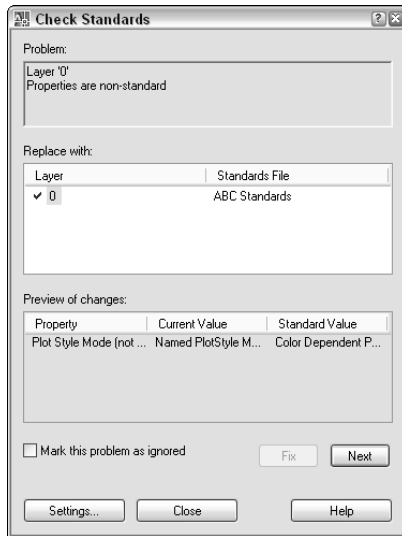 Check Standards
Problem:
Layer '0'
Properties are non-standard
Replace with:
Layer Standards File
0 ABC Standards
Preview of changes:
Property Current Value Standard Value
Plot Style Mode (not ... Named PlotStyle M... Color Dependent P...
Mark this problem as ignored
Fix Next
Settings... Close Help